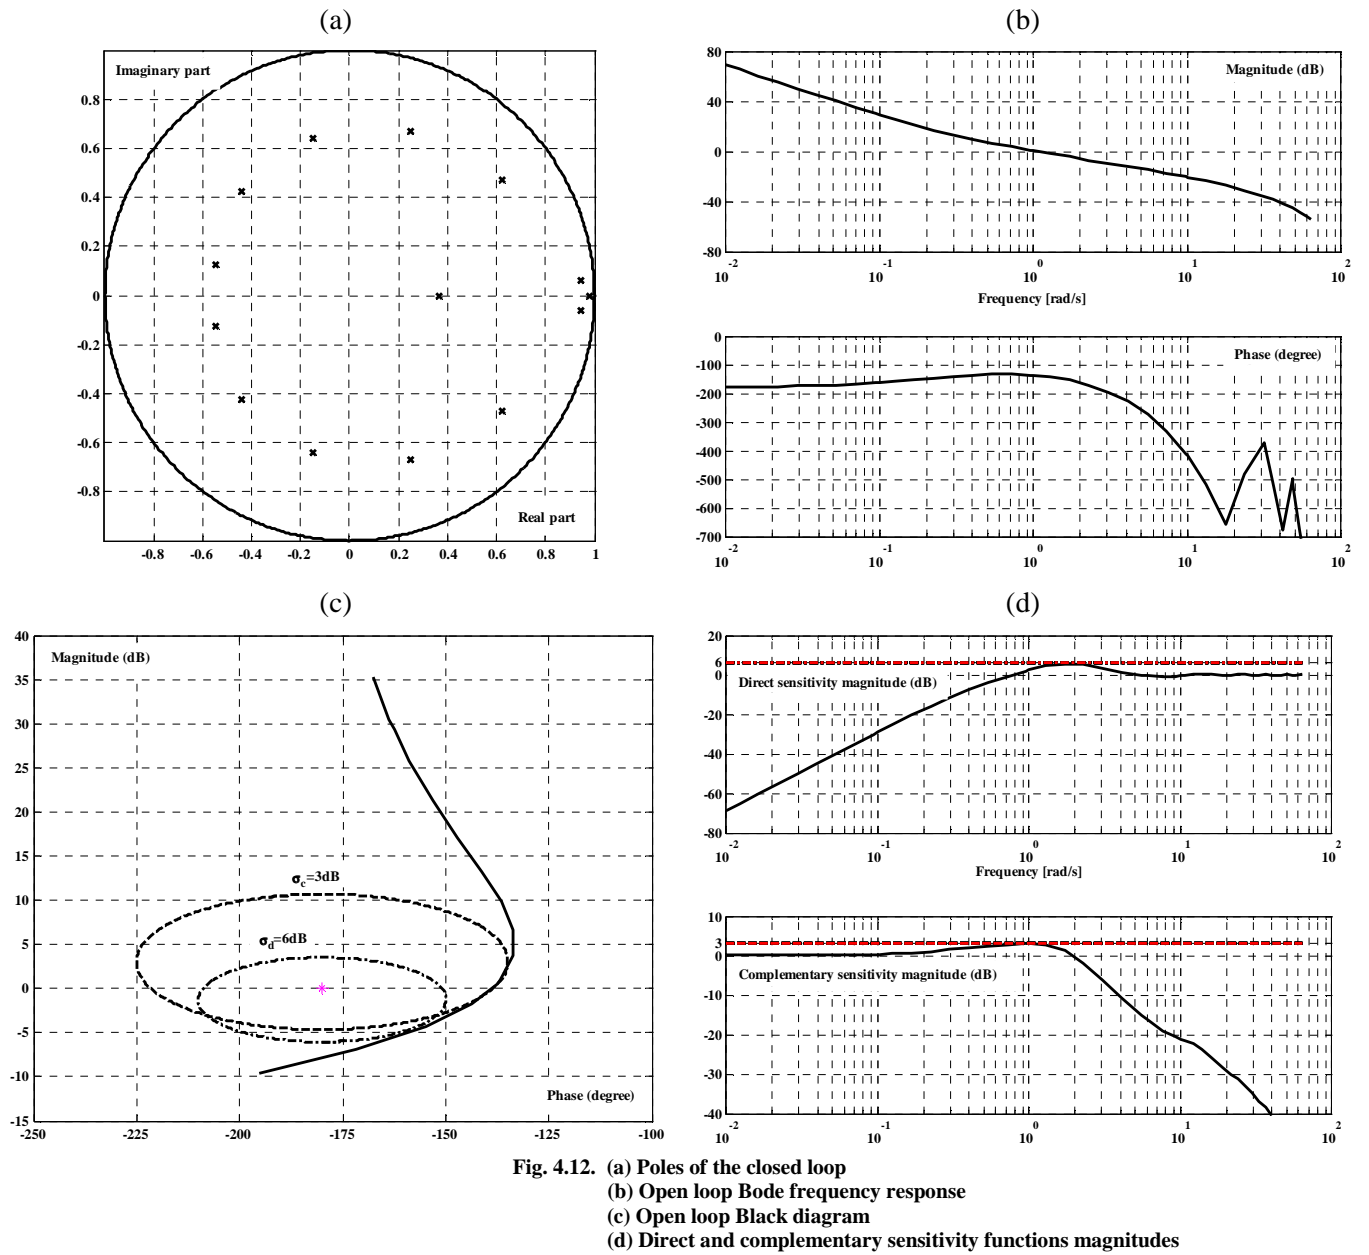 (a)
Imaginary part
0.8
0.6
0.4
0.2
0
-0.2
-0.4
-0.6
-0.8
Real part
-0.8 -0.6 -0.4 -0.2 0 0.2 0.4 0.6 0.8 1
(b)
80
40
0
-40
-80
Magnitude (dB)
10^-2 10^-1 10^0 10^1 10^2
Frequency [rad/s]
0
-100
-200
-300
-400
-500
-600
-700
Phase (degree)
10^-2 10^-1 10^0 10^1 10^2
(c)
40
35
30
25
20
15
10
5
0
-5
-10
-15
Magnitude (dB)
σc=3dB
σd=6dB
Phase (degree)
-250 -225 -200 -175 -150 -125 -100
(d)
20
6
0
-20
-40
-60
-80
Direct sensitivity magnitude (dB)
10^-2 10^-1 10^0 10^1 10^2
Frequency [rad/s]
10
3
0
-10
-20
-30
-40
Complementary sensitivity magnitude (dB)
10^-2 10^-1 10^0 10^1 10^2
Fig. 4.12. (a) Poles of the closed loop
(b) Open loop Bode frequency response
(c) Open loop Black diagram
(d) Direct and complementary sensitivity functions magnitudes